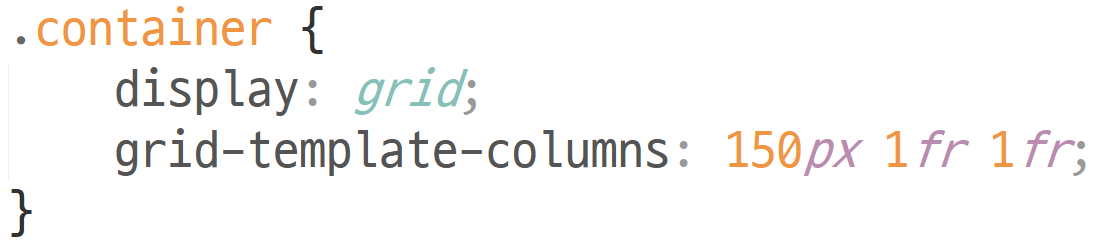 .container {
    display: grid;
    grid-template-columns: 150px 1fr 1fr;
}